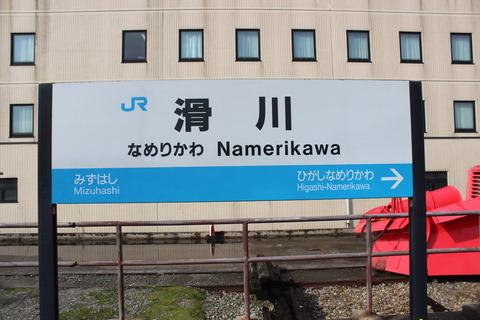 JR
滑川
なめりかわ Namerikawa
みずはし ひがしなめりかわ
Mizuhashi Higashi-Namerikawa